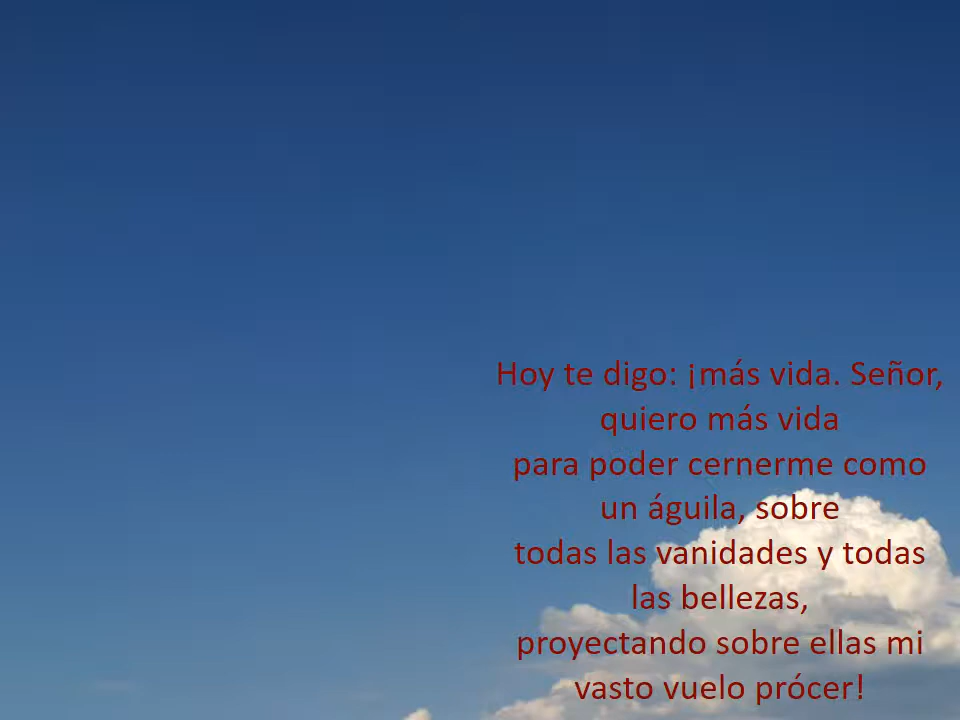 Hoy te digo: ¡más vida. Señor,
quiero más vida
para poder cernerme como
un águila, sobre
todas las vanidades y todas
las bellezas,
proyectando sobre ellas mi
vasto vuelo prócer!